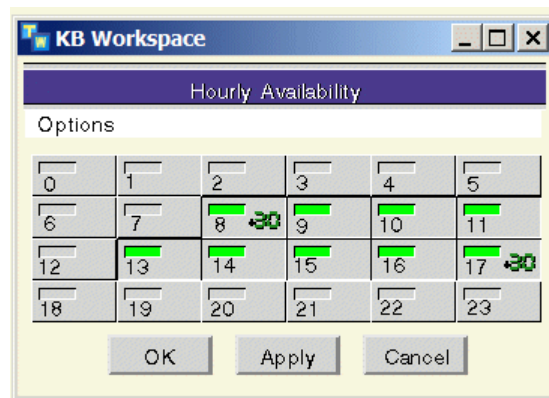 TW KB Workspace
Hourly Availability
Options
0 1 2 3 4 5
6 7 8 +30 9 10 11
12 13 14 15 16 17 +30
18 19 20 21 22 23
OK Apply Cancel